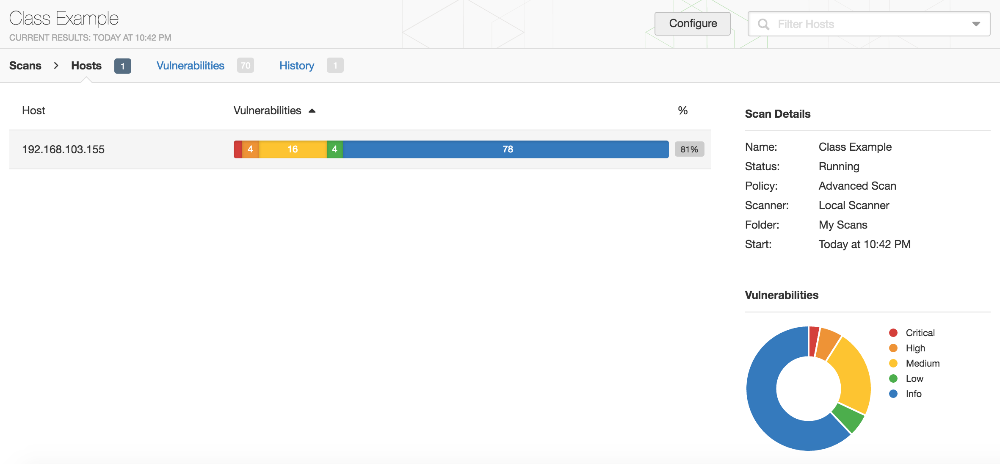 Class Example
CURRENT RESULTS: TODAY AT 10:42 PM
Configure
Filter Hosts
Scans > Hosts 1 Vulnerabilities 70 History 1
Host Vulnerabilities %
192.168.103.155 4 16 4 78 81%
Scan Details
Name: Class Example
Status: Running
Policy: Advanced Scan
Scanner: Local Scanner
Folder: My Scans
Start: Today at 10:42 PM
Vulnerabilities
Critical
High
Medium
Low
Info